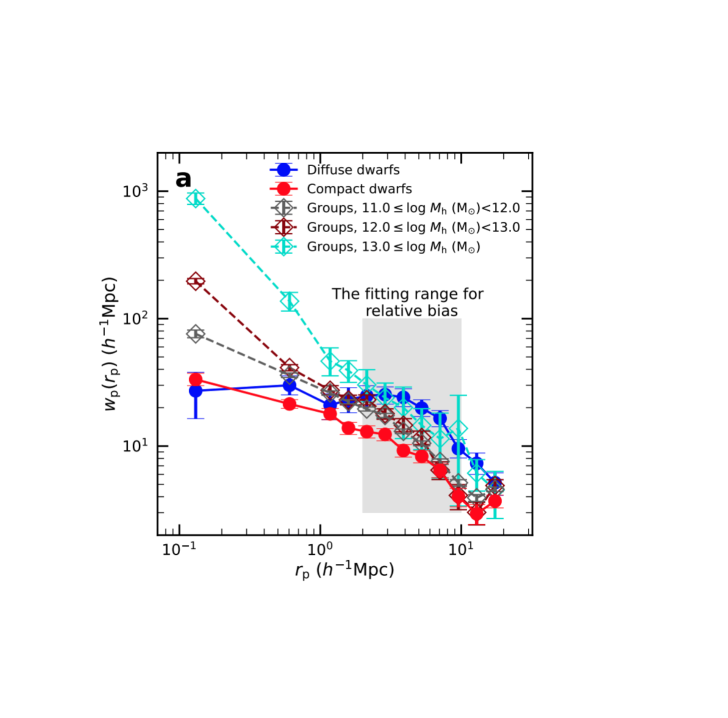 a
Diffuse dwarfs
Compact dwarfs
Groups, 11.0 ≤ log Mₕ (M⊙)<12.0
Groups, 12.0 ≤ log Mₕ (M⊙)<13.0
Groups, 13.0 ≤ log Mₕ (M⊙)
The fitting range for
relative bias
10³
10²
10¹
wₚ(rₚ) (h⁻¹Mpc)
10⁻¹ 10⁰ 10¹
rₚ (h⁻¹Mpc)